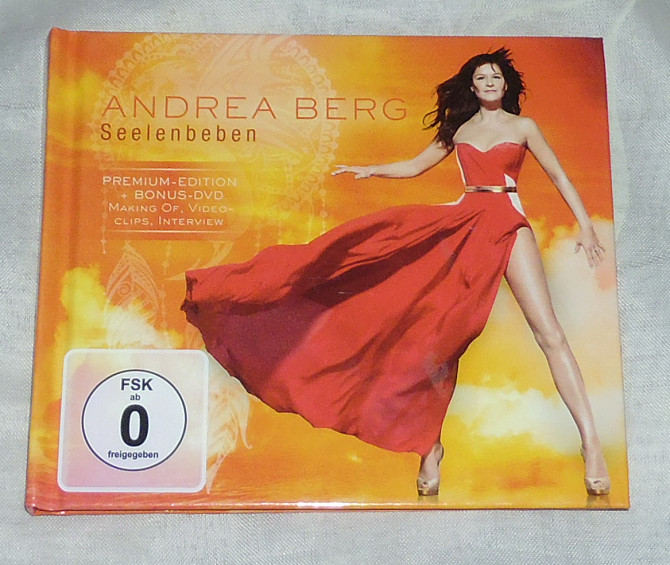 ANDREA BERG
Seelenbeben
PREMIUM-EDITION
+ BONUS-DVD
MAKING OF, VIDEO-
CLIPS, INTERVIEW
FSK
ab
0
freigegeben